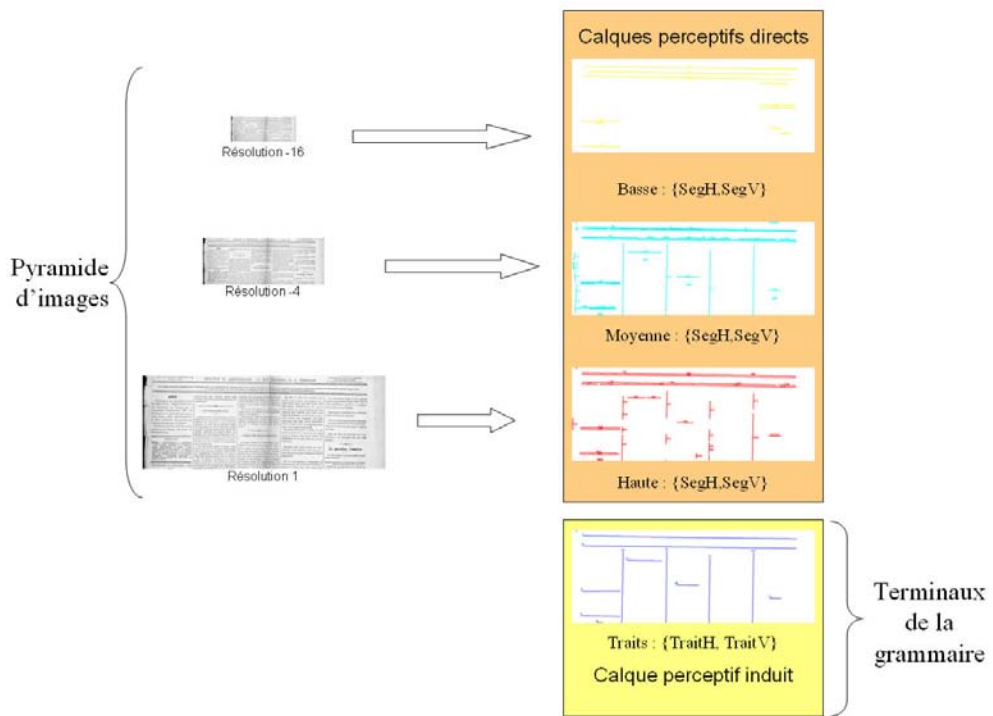 Calques perceptifs directs
Résolution -16
Basse : {SegH,SegV}
Pyramide
d'images
Résolution -4
Moyenne : {SegH,SegV}
Résolution 1
Haute : {SegH,SegV}
Traits : {TraitH, TraitV}
Calque perceptif induit
Terminaux
de la
grammaire